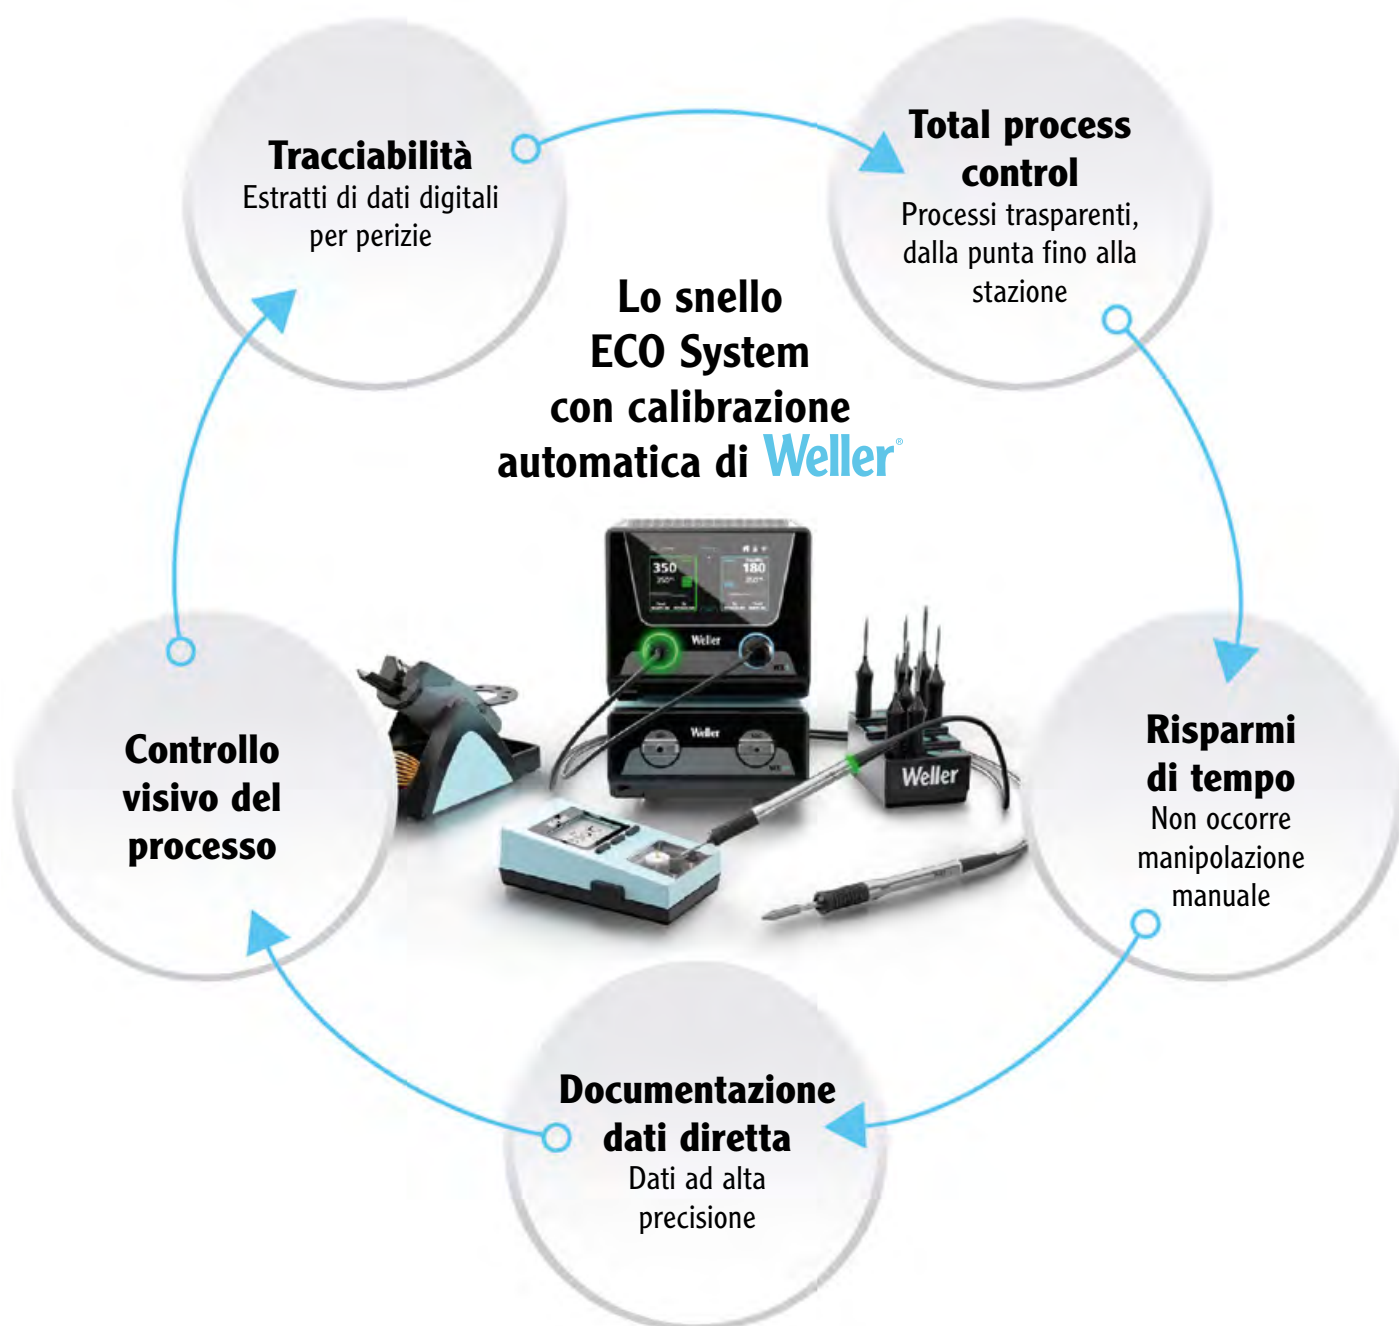 Tracciabilità
Estratti di dati digitali
per perizie
Total process
control
Processi trasparenti,
dalla punta fino alla
stazione
Lo snello
ECO System
con calibrazione
automatica di Weller®
350
180
Weller
Weller
Weller
Controllo
visivo del
processo
Risparmi
di tempo
Non occorre
manipolazione
manuale
Documentazione
dati diretta
Dati ad alta
precisione